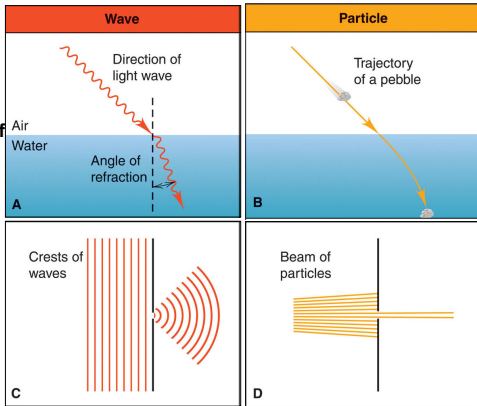 Wave
Particle
Direction of
light wave
Trajectory
of a pebble
f
Air
Water
Angle of
refraction
A
B
Crests of
waves
Beam of
particles
C
D